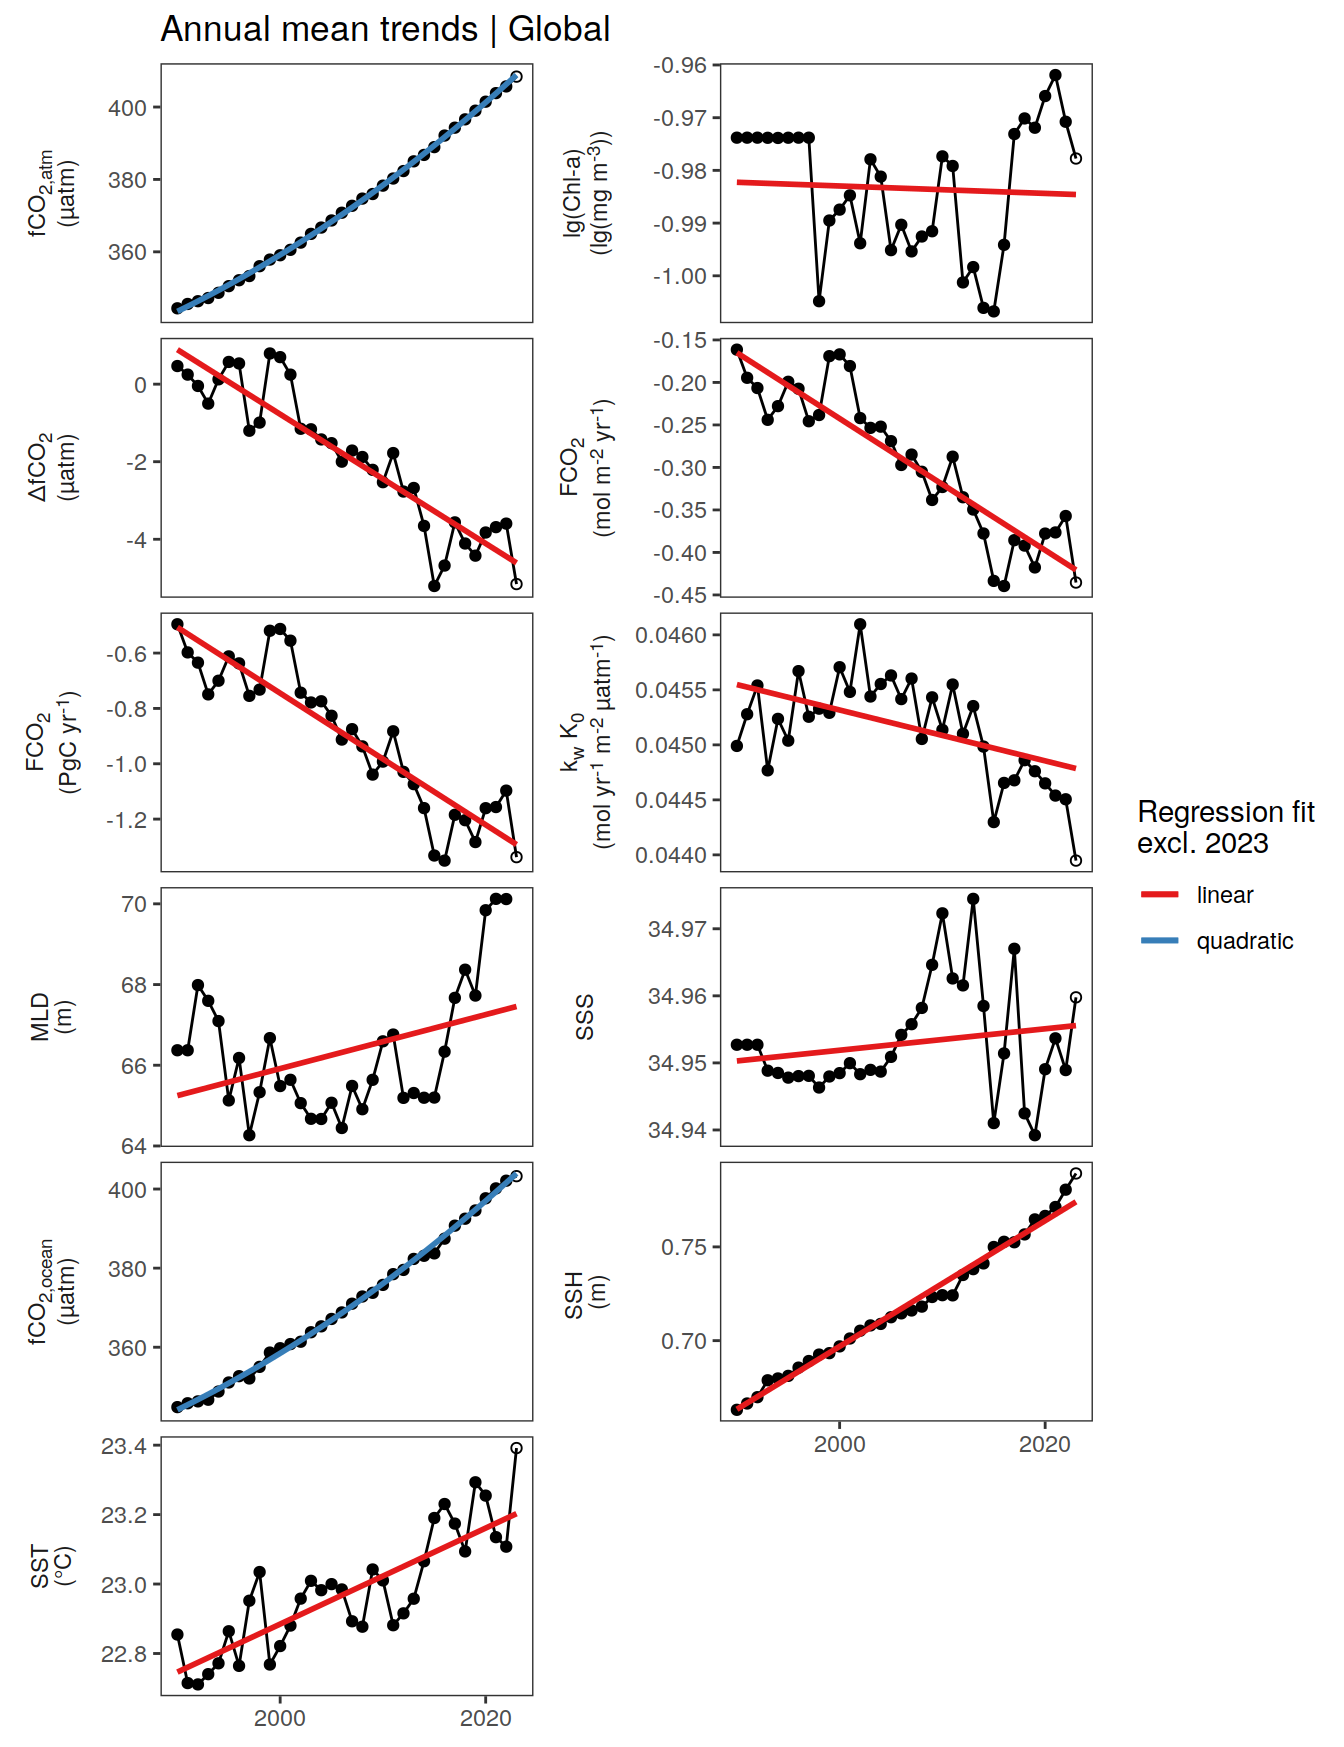 Annual mean trends | Global
fCO2,atm
(µatm)
400
380
360
lg(Chl-a)
(lg(mg m-3))
-0.96
-0.97
-0.98
-0.99
-1.00
ΔfCO2
(µatm)
0
-2
-4
FCO2
(mol m-2 yr-1)
-0.15
-0.20
-0.25
-0.30
-0.35
-0.40
-0.45
FCO2
(PgC yr-1)
-0.6
-0.8
-1.0
-1.2
kw K0
(mol yr-1 m-2 µatm-1)
0.0460
0.0455
0.0450
0.0445
0.0440
MLD
(m)
70
68
66
64
SSS
34.97
34.96
34.95
34.94
fCO2,ocean
(µatm)
400
380
360
SSH
(m)
0.75
0.70
2000 2020
SST
(°C)
23.4
23.2
23.0
22.8
2000 2020
Regression fit
excl. 2023
linear
quadratic